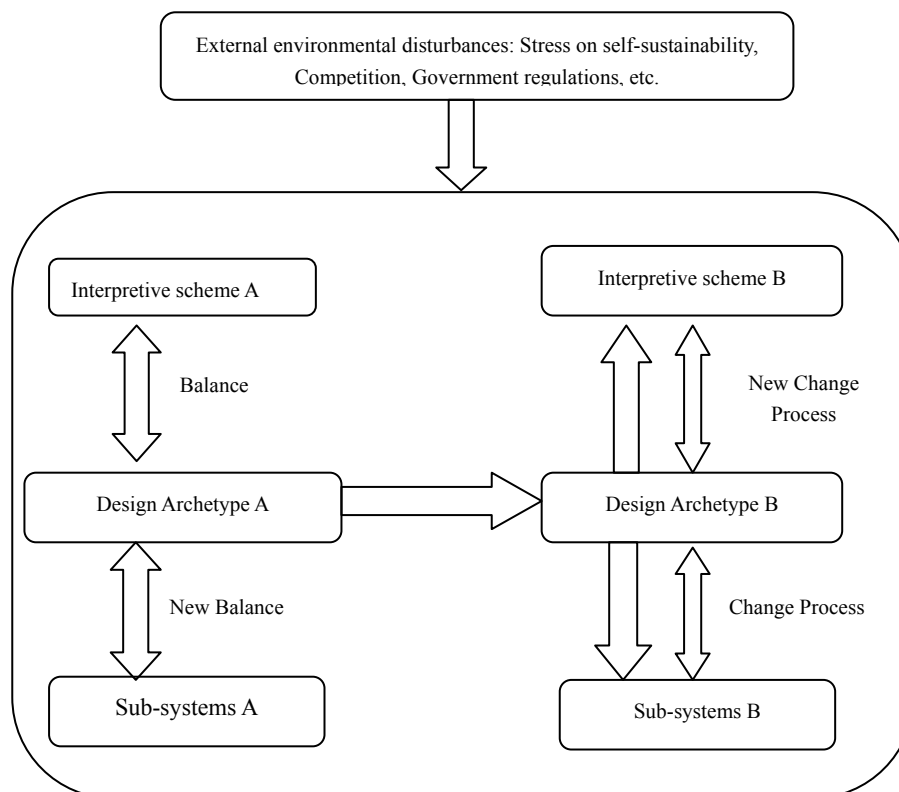 External environmental disturbances: Stress on self-sustainability,
Competition, Government regulations, etc.
Interpretive scheme A
Interpretive scheme B
Balance
New Change
Process
Design Archetype A
Design Archetype B
New Balance
Change Process
Sub-systems A
Sub-systems B